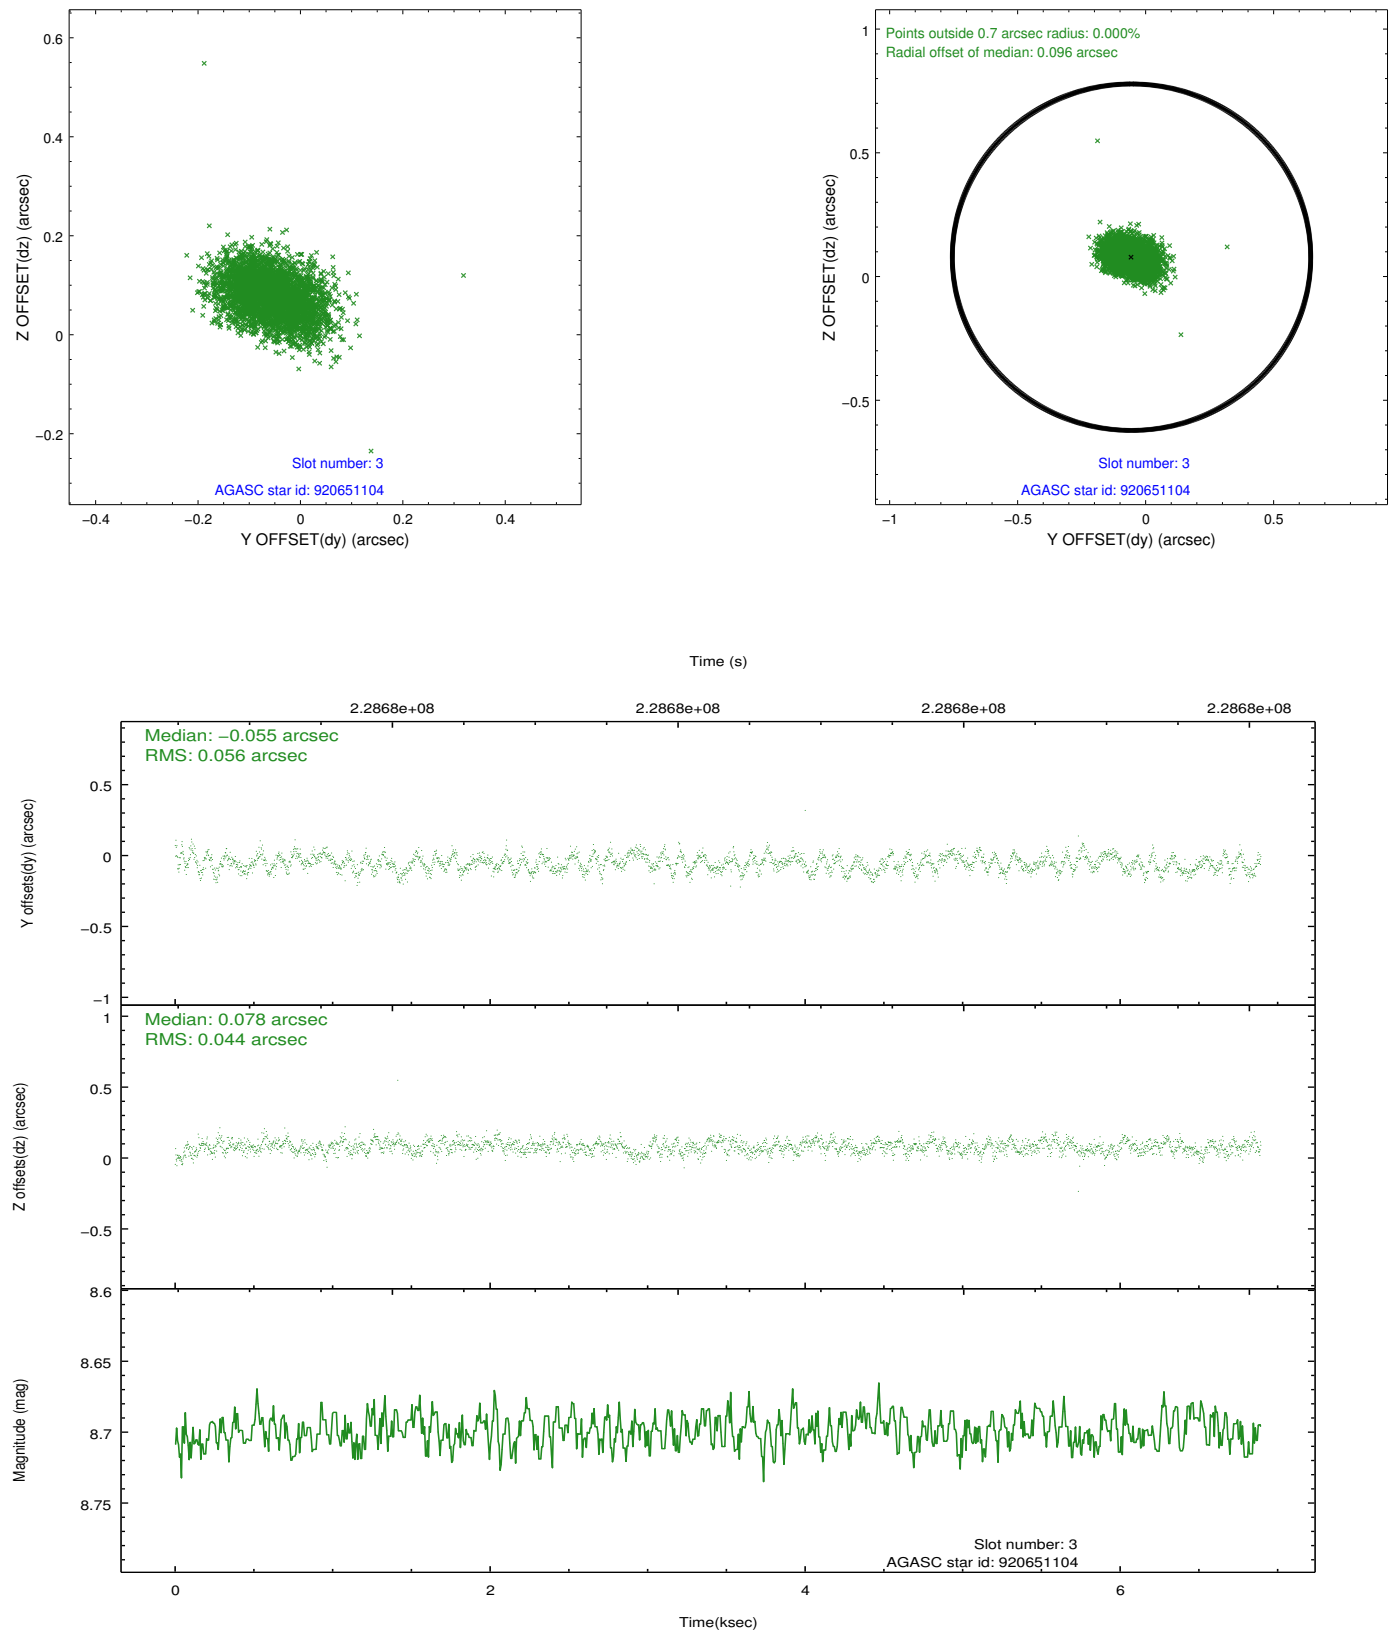 0.6
0.4
0.2
0
−0.2
Z OFFSET(dz) (arcsec)
Slot number: 3
AGASC star id: 920651104
−0.4 −0.2 0 0.2 0.4
Y OFFSET(dy) (arcsec)
Points outside 0.7 arcsec radius: 0.000%
Radial offset of median: 0.096 arcsec
1
0.5
0
−0.5
Z OFFSET(dz) (arcsec)
Slot number: 3
AGASC star id: 920651104
−1 −0.5 0 0.5
Y OFFSET(dy) (arcsec)
Time (s)
2.2868e+08 2.2868e+08 2.2868e+08 2.2868e+08
Median: −0.055 arcsec
RMS: 0.056 arcsec
0.5
0
−0.5
−1
Y offsets(dy) (arcsec)
Median: 0.078 arcsec
RMS: 0.044 arcsec
1
0.5
0
−0.5
Z offsets(dz) (arcsec)
8.6
8.65
8.7
8.75
Magnitude (mag)
Slot number: 3
AGASC star id: 920651104
0 2 4 6
Time(ksec)